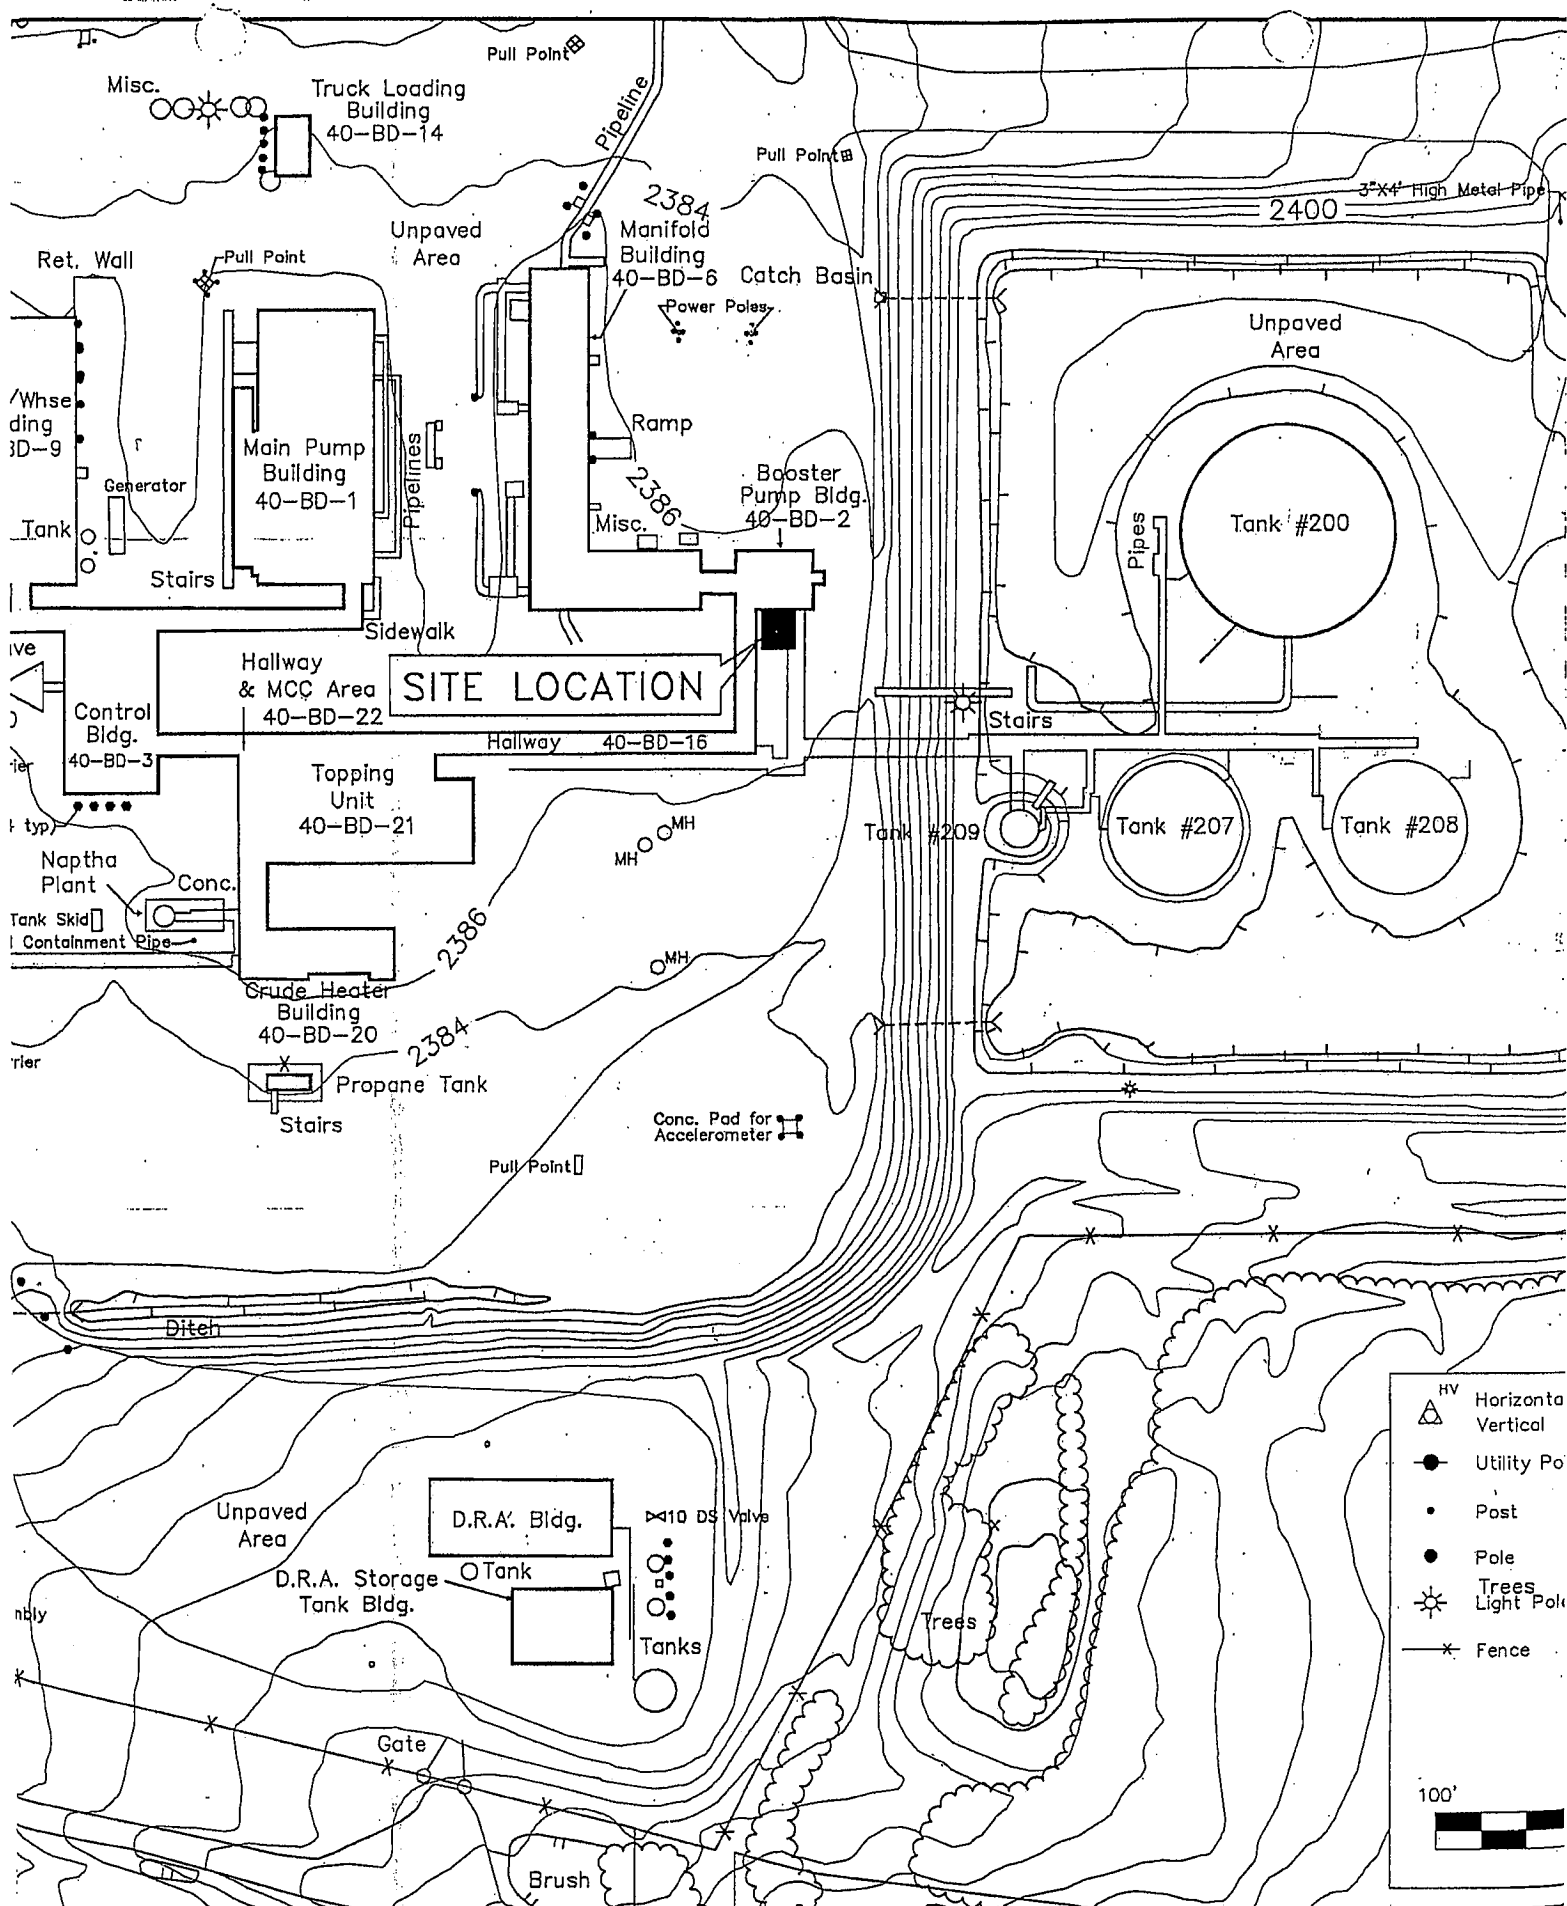 Pull Point
Misc.
Truck Loading
Building
40-BD-14
Pipeline
Pull Point
3"X4' High Metal Pipe
2384
2400
Unpaved
Area
Manifold
Building
40-BD-6
Catch Basin
Ret. Wall
Pull Point
Power Poles
Unpaved
Area
/Whse
ding
BD-9
Main Pump
Building
40-BD-1
Pipelines
Ramp
2386
Booster
Pump Bldg.
40-BD-2
Generator
Tank
Misc.
Pipes
Tank #200
Stairs
Sidewalk
Hallway
& MCC Area
40-BD-22
SITE LOCATION
Control
Bldg.
40-BD-3
Stairs
Hallway 40-BD-16
Topping
Unit
40-BD-21
typ)
MH
MH
Tank #209
Tank #207
Tank #208
Naptha
Plant
Conc.
Tank Skid
Containment Pipe
2386
MH
Crude Heater
Building
40-BD-20
2384
rier
Propane Tank
Stairs
Conc. Pad for
Accelerometer
Pull Point
Ditch
Unpaved
Area
D.R.A. Bldg.
10 DS Valve
Tank
D.R.A. Storage
Tank Bldg.
mbly
Tanks
Trees
Gate
Brush
HV
Horizonta
Vertical
Utility Po
Post
Pole
Trees
Light Pole
Fence
100'